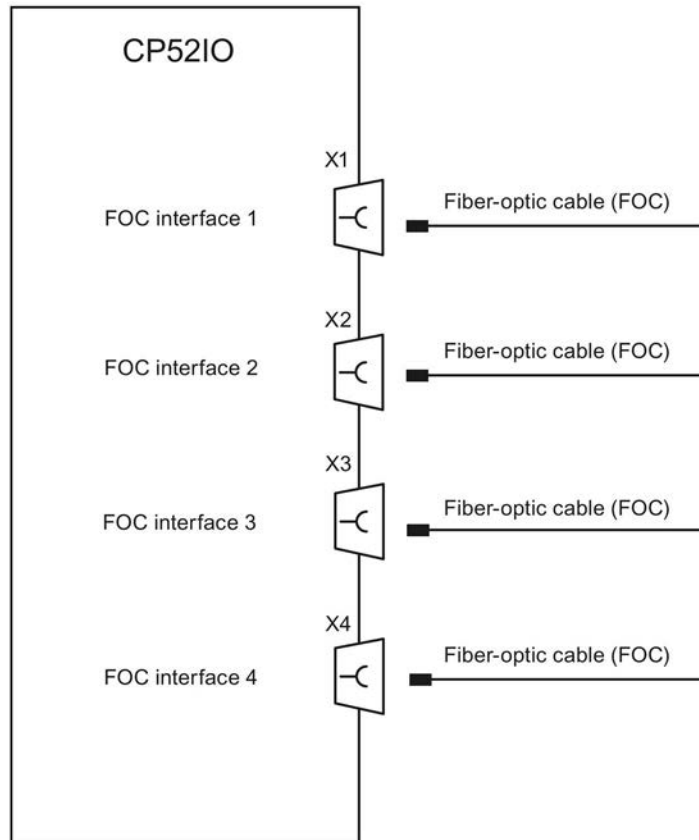 CP52IO
X1
FOC interface 1
Fiber-optic cable (FOC)
X2
FOC interface 2
Fiber-optic cable (FOC)
X3
FOC interface 3
Fiber-optic cable (FOC)
X4
FOC interface 4
Fiber-optic cable (FOC)